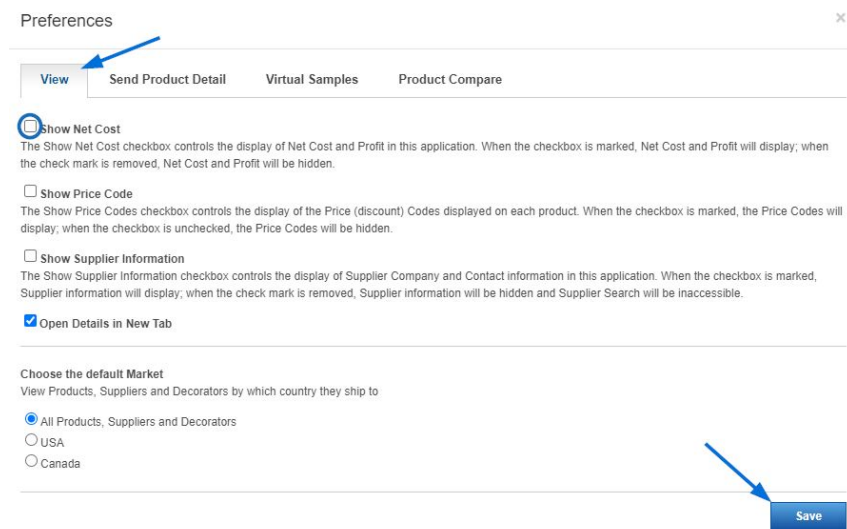 Preferences
×
View Send Product Detail Virtual Samples Product Compare
Show Net Cost
The Show Net Cost checkbox controls the display of Net Cost and Profit in this application. When the checkbox is marked, Net Cost and Profit will display; when
the check mark is removed, Net Cost and Profit will be hidden.
Show Price Code
The Show Price Codes checkbox controls the display of the Price (discount) Codes displayed on each product. When the checkbox is marked, the Price Codes will
display; when the checkbox is unchecked, the Price Codes will be hidden.
Show Supplier Information
The Show Supplier Information checkbox controls the display of Supplier Company and Contact information in this application. When the checkbox is marked,
Supplier information will display; when the check mark is removed, Supplier information will be hidden and Supplier Search will be inaccessible.
Open Details in New Tab
Choose the default Market
View Products, Suppliers and Decorators by which country they ship to
All Products, Suppliers and Decorators
USA
Canada
Save